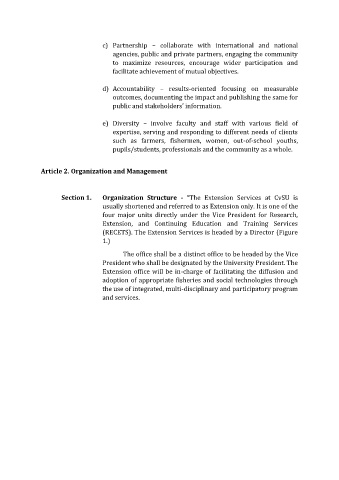 c) Partnership – collaborate with international and national
agencies, public and private partners, engaging the community
to maximize resources, encourage wider participation and
facilitate achievement of mutual objectives.
d) Accountability – results-oriented focusing on measurable
outcomes, documenting the impact and publishing the same for
public and stakeholders' information.
e) Diversity – involve faculty and staff with various field of
expertise, serving and responding to different needs of clients
such as farmers, fishermen, women, out-of-school youths,
pupils/students, professionals and the community as a whole.
Article 2. Organization and Management
Section 1. Organization Structure - "The Extension Services at CvSU is
usually shortened and referred to as Extension only. It is one of the
four major units directly under the Vice President for Research,
Extension, and Continuing Education and Training Services
(RECETS). The Extension Services is headed by a Director (Figure
1.)
The office shall be a distinct office to be headed by the Vice
President who shall be designated by the University President. The
Extension office will be in-charge of facilitating the diffusion and
adoption of appropriate fisheries and social technologies through
the use of integrated, multi-disciplinary and participatory program
and services.